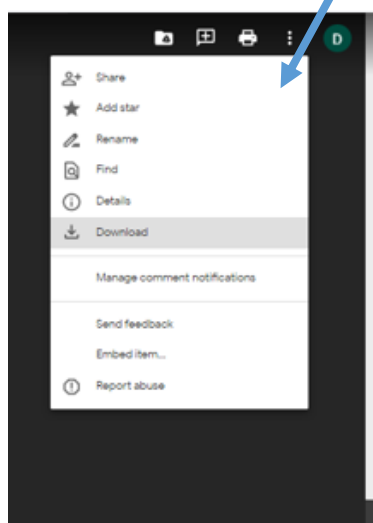 D
Share
Add star
Rename
Find
Details
Download
Manage comment notifications
Send feedback
Embed item...
Report abuse